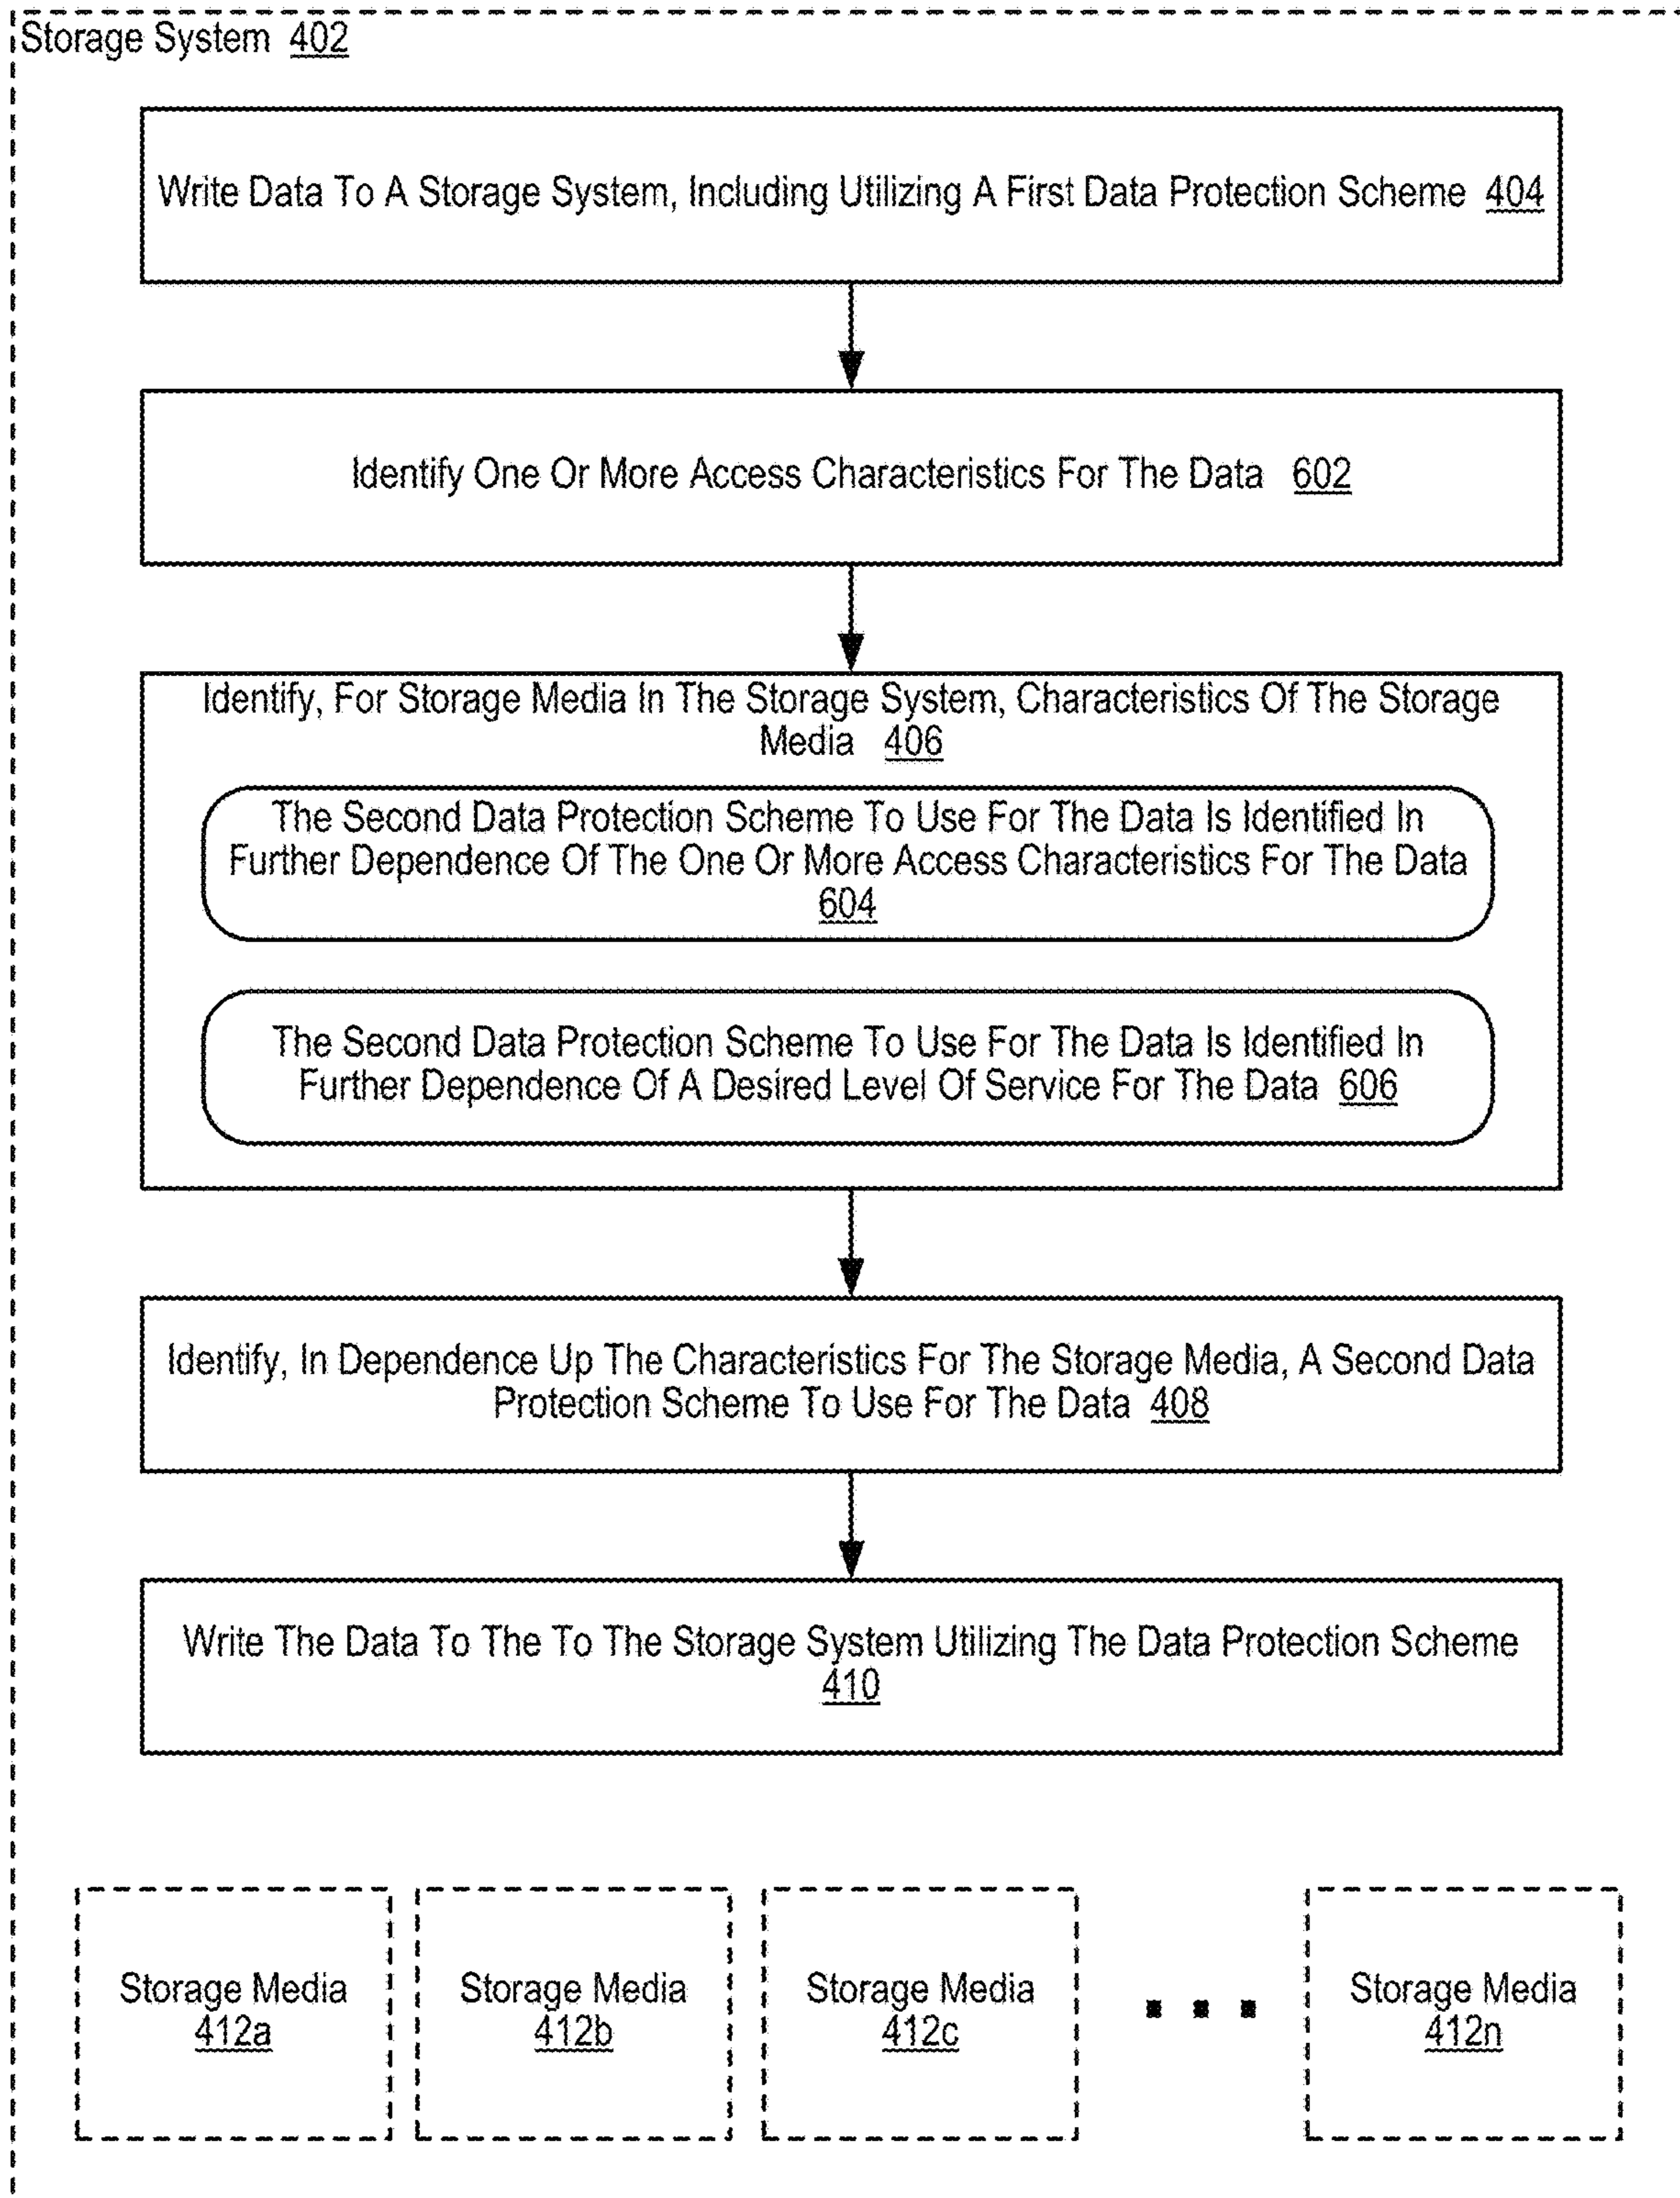 Storage System 402
Write Data To A Storage System, Including Utilizing A First Data Protection Scheme 404
Identify One Or More Access Characteristics For The Data 602
Identify, For Storage Media In The Storage System, Characteristics Of The Storage
Media 406
The Second Data Protection Scheme To Use For The Data Is Identified In
Further Dependence Of The One Or More Access Characteristics For The Data
604
The Second Data Protection Scheme To Use For The Data Is Identified In
Further Dependence Of A Desired Level Of Service For The Data 606
Identify, In Dependence Up The Characteristics For The Storage Media, A Second Data
Protection Scheme To Use For The Data 408
Write The Data To The To The Storage System Utilizing The Data Protection Scheme
410
Storage Media
412a
Storage Media
412b
Storage Media
412c
Storage Media
412n